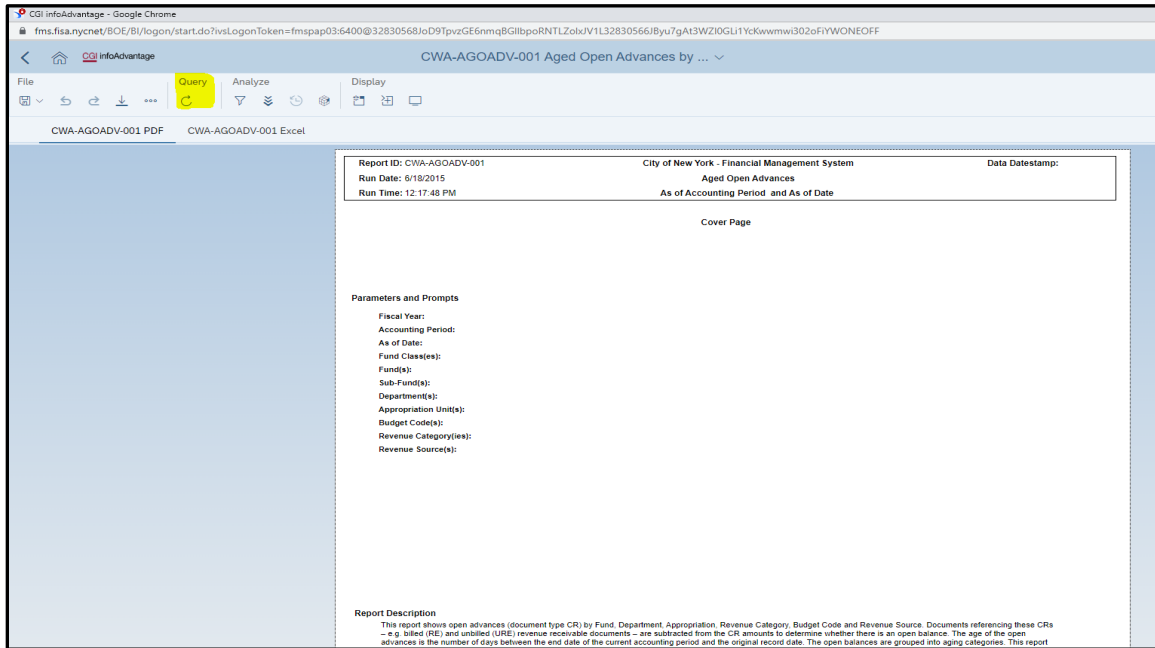 CGI infoAdvantage - Google Chrome
fms.fisa.nycnet/BOE/BI/logon/start.do?ivsLogonToken=fmspap03:6400@32830568JoD9TpvzGE6nmqBGIlbpoRNTLZolxJV1L32830566JByu7gAt3WZI0GLi1YcKwwmwi302oFiYWONEOFF
CGI infoAdvantage
CWA-AGOADV-001 Aged Open Advances by ...
File Query Analyze Display
CWA-AGOADV-001 PDF CWA-AGOADV-001 Excel
Report ID: CWA-AGOADV-001 City of New York - Financial Management System Data Datestamp:
Run Date: 6/18/2015 Aged Open Advances
Run Time: 12:17:48 PM As of Accounting Period and As of Date
Cover Page
Parameters and Prompts
Fiscal Year:
Accounting Period:
As of Date:
Fund Class(es):
Fund(s):
Sub-Fund(s):
Department(s):
Appropriation Unit(s):
Budget Code(s):
Revenue Category(ies):
Revenue Source(s):
Report Description
This report shows open advances (document type CR) by Fund, Department, Appropriation, Revenue Category, Budget Code and Revenue Source. Documents referencing these CRs
– e.g. billed (RE) and unbilled (URE) revenue receivable documents – are subtracted from the CR amounts to determine whether there is an open balance. The age of the open
advances is the number of days between the end date of the current accounting period and the original record date. The open balances are grouped into aging categories. This report